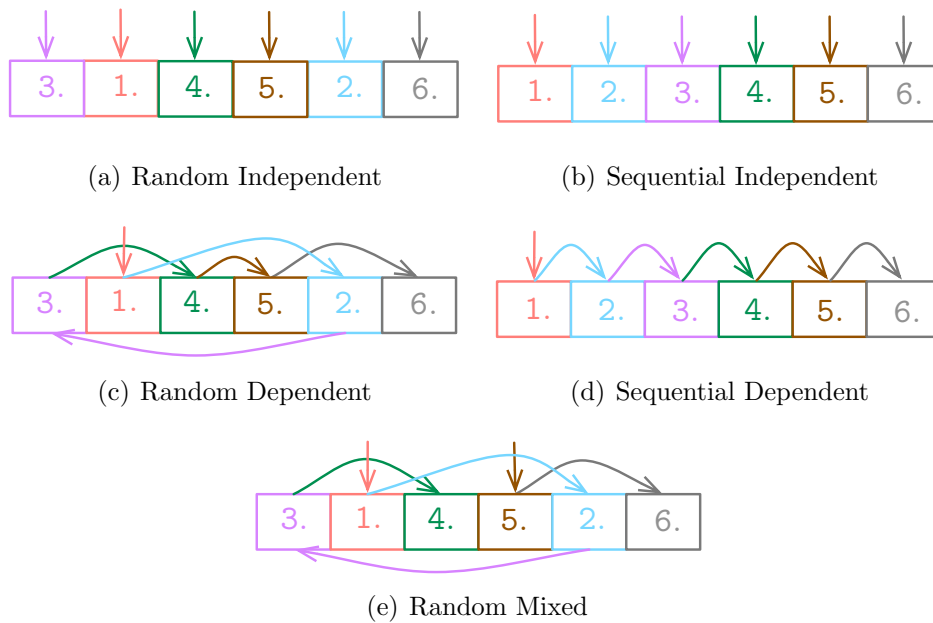 3. 1. 4. 5. 2. 6.
1. 2. 3. 4. 5. 6.
(a) Random Independent
(b) Sequential Independent
3. 1. 4. 5. 2. 6.
1. 2. 3. 4. 5. 6.
(c) Random Dependent
(d) Sequential Dependent
3. 1. 4. 5. 2. 6.
(e) Random Mixed